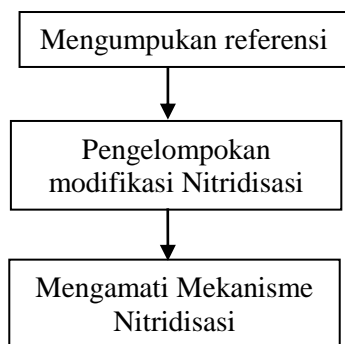 Mengumpukan referensi
Pengelompokan
modifikasi Nitridisasi
Mengamati Mekanisme
Nitridisasi